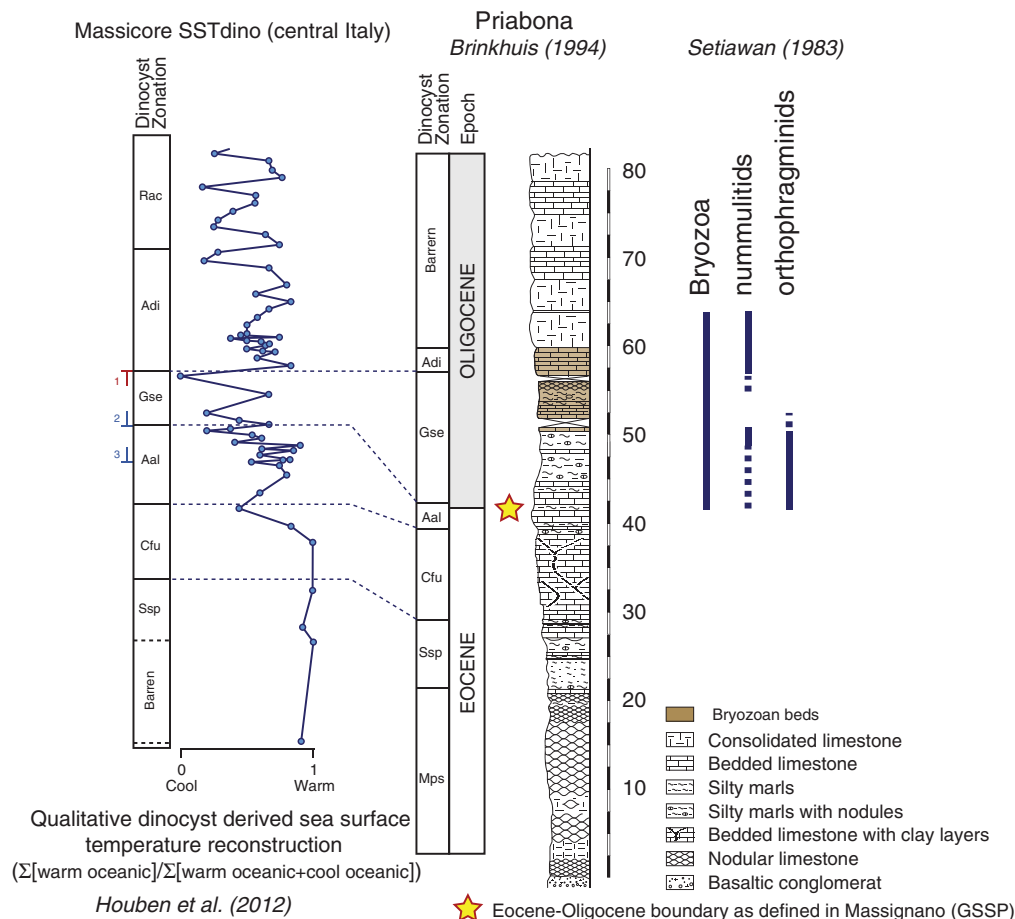 Massicore SSTdino (central Italy)
Priabona
Brinkhuis (1994)
Setiawan (1983)
Dinocyst
Zonation
Dinocyst
Zonation
Epoch
Bryozoa
nummulitids
orthophragminids
Rac
Adi
Gse
Aal
Cfu
Ssp
Barren
1
2
3
Barrern
Adi
Gse
Aal
Cfu
Ssp
Mps
OLIGOCENE
EOCENE
80
70
60
50
40
30
20
10
0
1
Cool
Warm
Qualitative dinocyst derived sea surface
temperature reconstruction
(Σ[warm oceanic]/Σ[warm oceanic+cool oceanic])
Houben et al. (2012)
Bryozoan beds
Consolidated limestone
Bedded limestone
Silty marls
Silty marls with nodules
Bedded limestone with clay layers
Nodular limestone
Basaltic conglomerat
Eocene-Oligocene boundary as defined in Massignano (GSSP)